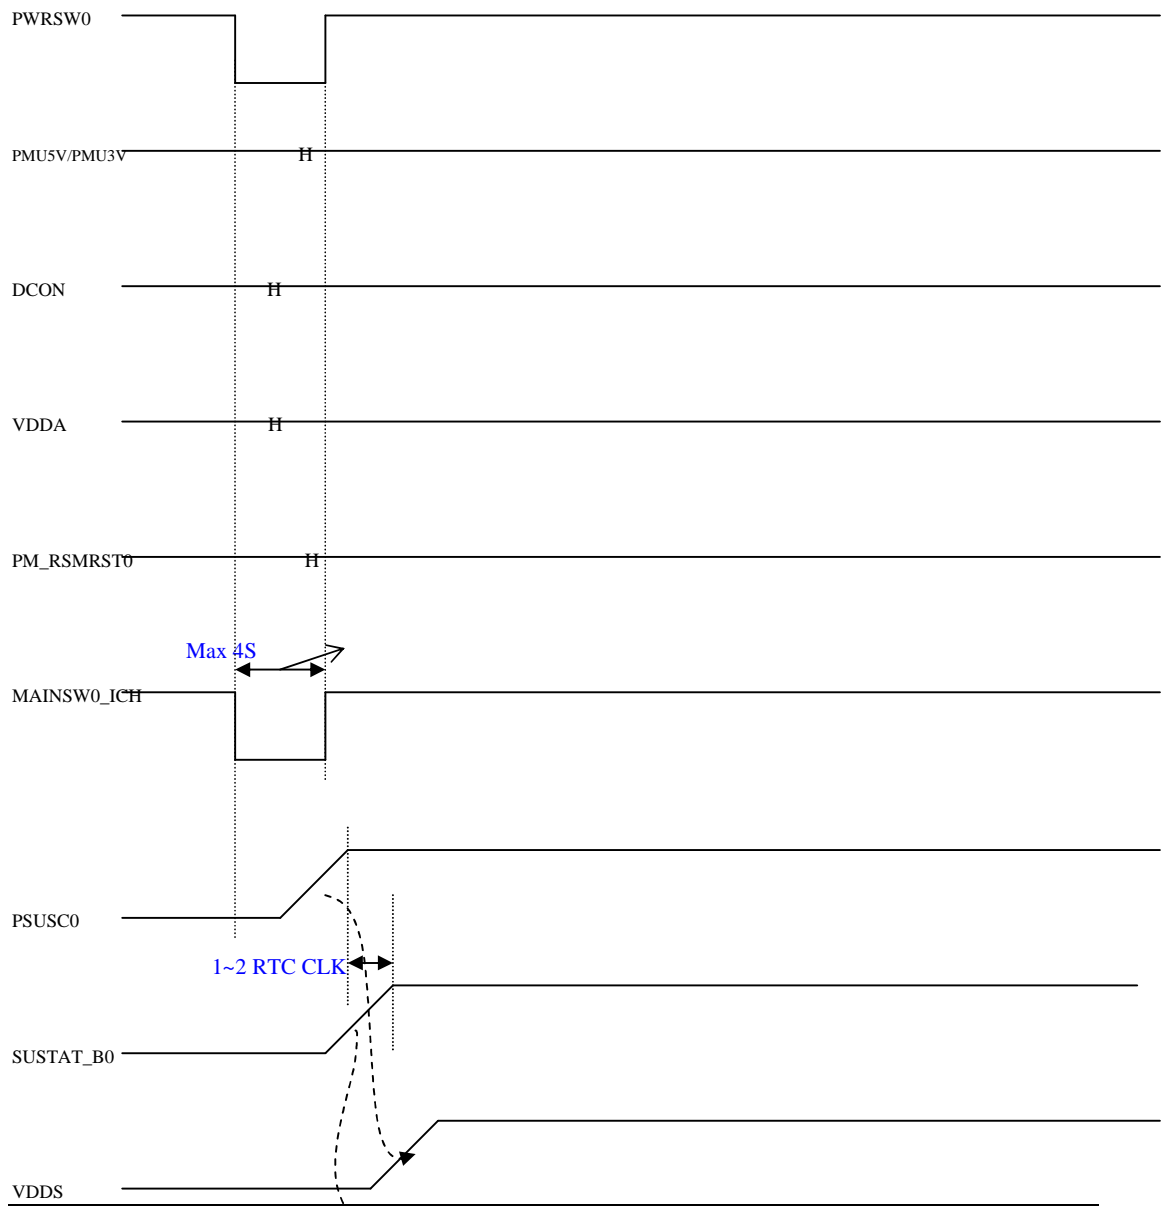 PWRSW0
PMU5V/PMU3V H
DCON H
VDDA H
PM_RSMRST0 H
Max 4S
MAINSW0_ICH
PSUSC0
1~2 RTC CLK
SUSTAT_B0
VDDS